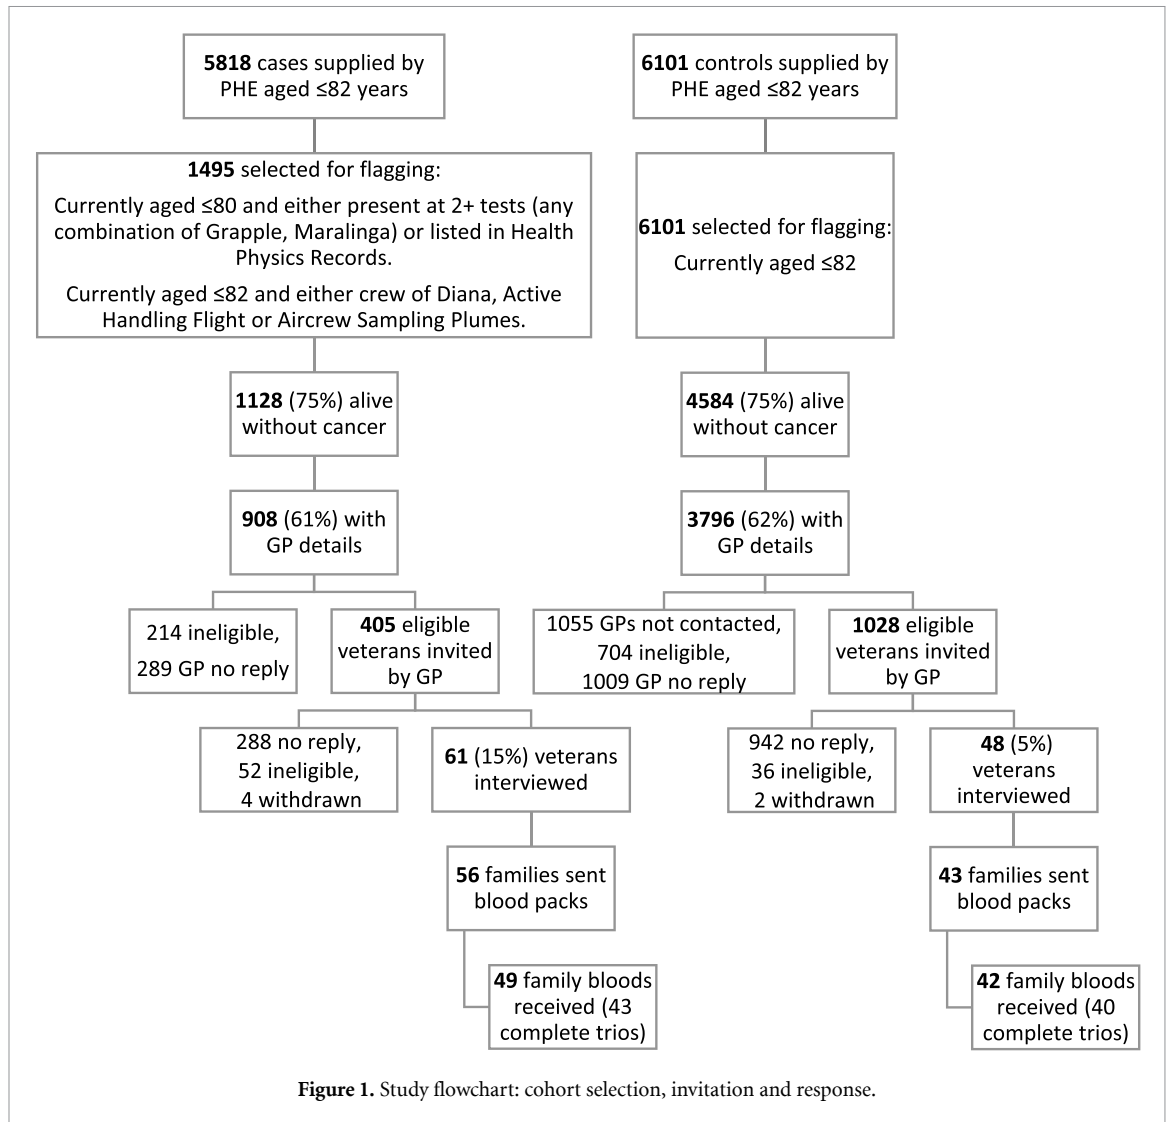 5818 cases supplied by
PHE aged ≤82 years
6101 controls supplied by
PHE aged ≤82 years
1495 selected for flagging:
Currently aged ≤80 and either present at 2+ tests (any
combination of Grapple, Maralinga) or listed in Health
Physics Records.
Currently aged ≤82 and either crew of Diana, Active
Handling Flight or Aircrew Sampling Plumes.
6101 selected for flagging:
Currently aged ≤82
1128 (75%) alive
without cancer
4584 (75%) alive
without cancer
908 (61%) with
GP details
3796 (62%) with
GP details
214 ineligible,
289 GP no reply
405 eligible
veterans invited
by GP
1055 GPs not contacted,
704 ineligible,
1009 GP no reply
1028 eligible
veterans invited
by GP
288 no reply,
52 ineligible,
4 withdrawn
61 (15%) veterans
interviewed
942 no reply,
36 ineligible,
2 withdrawn
48 (5%)
veterans
interviewed
56 families sent
blood packs
43 families sent
blood packs
49 family bloods
received (43
complete trios)
42 family bloods
received (40
complete trios)
Figure 1. Study flowchart: cohort selection, invitation and response.